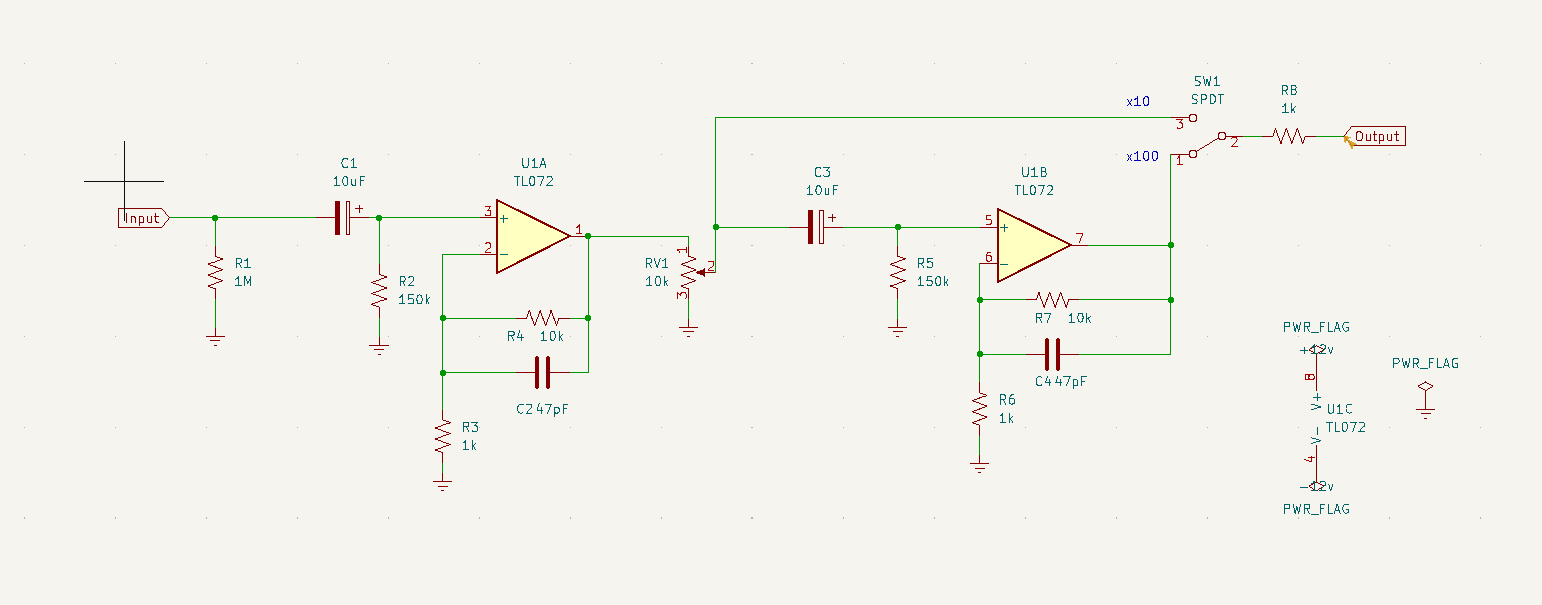 SW1
SPDT
x10
3
RB
1k
2
Output
x100
1
C1
10uF
+
U1A
TL072
C3
10uF
+
U1B
TL072
Input
3
+
1
2
−
5
+
7
6
−
R1
1M
R2
150k
RV1
10k
1
2
3
R5
150k
R4 10k
R7 10k
C2 47pF
C4 47pF
R3
1k
R6
1k
PWR_FLAG
+12v
8
V+
U1C
TL072
V−
4
−12v
PWR_FLAG
PWR_FLAG